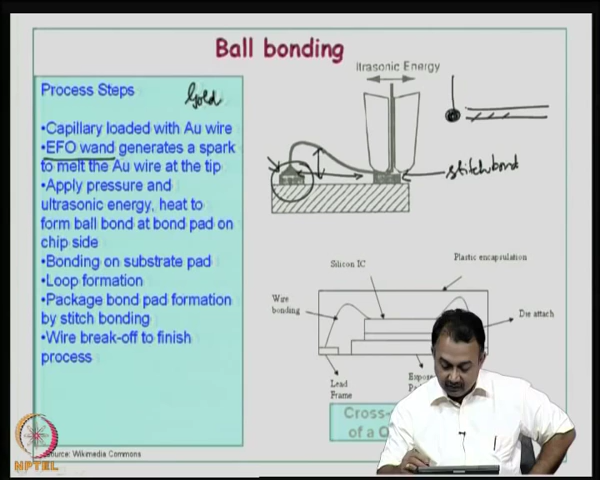 Ball bonding
Process Steps
Gold
•Capillary loaded with Au wire
•EFO wand generates a spark
to melt the Au wire at the tip
•Apply pressure and
ultrasonic energy, heat to
form ball bond at bond pad on
chip side
•Bonding on substrate pad
•Loop formation
•Package bond pad formation
by stitch bonding
•Wire break-off to finish
process
ltrasonic Energy
stitch bond
Silicon IC
Plastic encapsulation
Wire
bonding
Die attach
Lead
Frame
Cross-
of a
Source: Wikimedia Commons
NPTEL